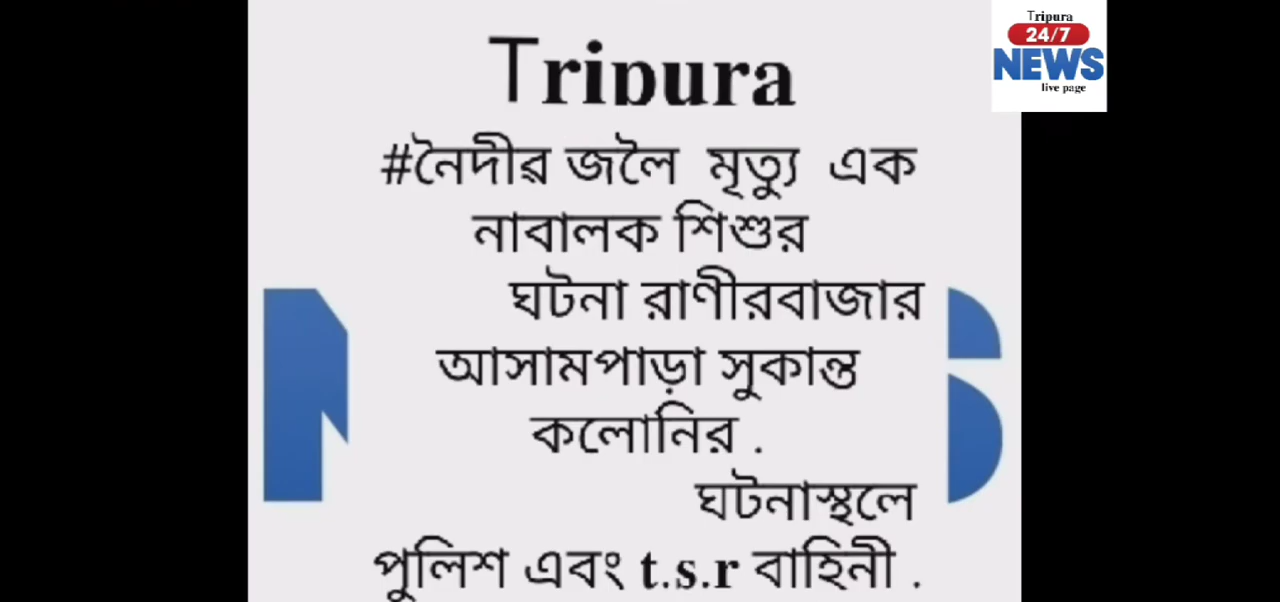 Tripura
24/7
NEWS
live page
Tripura
#নৈদীৱ জলৈ মৃত্যু এক
নাবালক শিশুর
ঘটনা রাণীরবাজার
আসামপাড়া সুকান্ত
কলোনির .
ঘটনাস্থলে
পুলিশ এবং t.s.r বাহিনী .